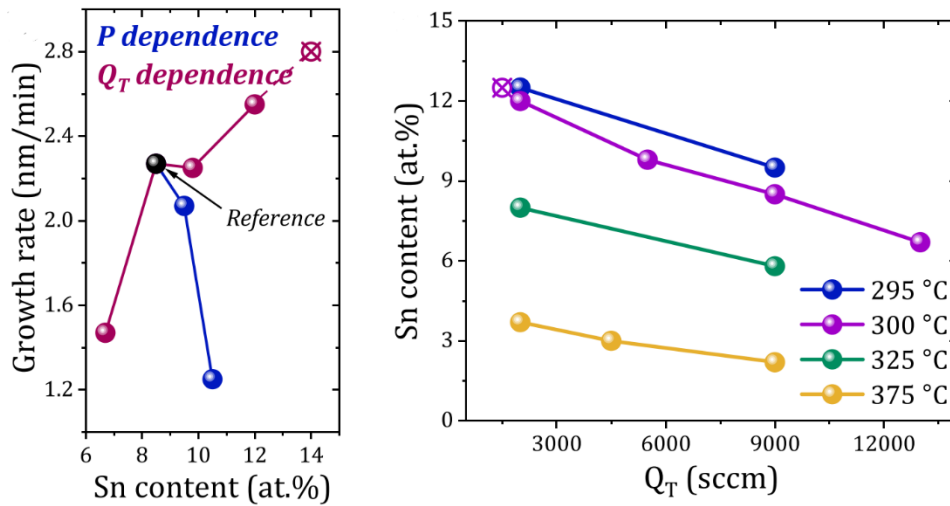 P dependence
Q_T dependence
Reference
Growth rate (nm/min)
2.8
2.4
2.0
1.6
1.2
6 8 10 12 14
Sn content (at.%)
Sn content (at.%)
15
12
9
6
3
0
295 °C
300 °C
325 °C
375 °C
3000 6000 9000 12000
Q_T (sccm)